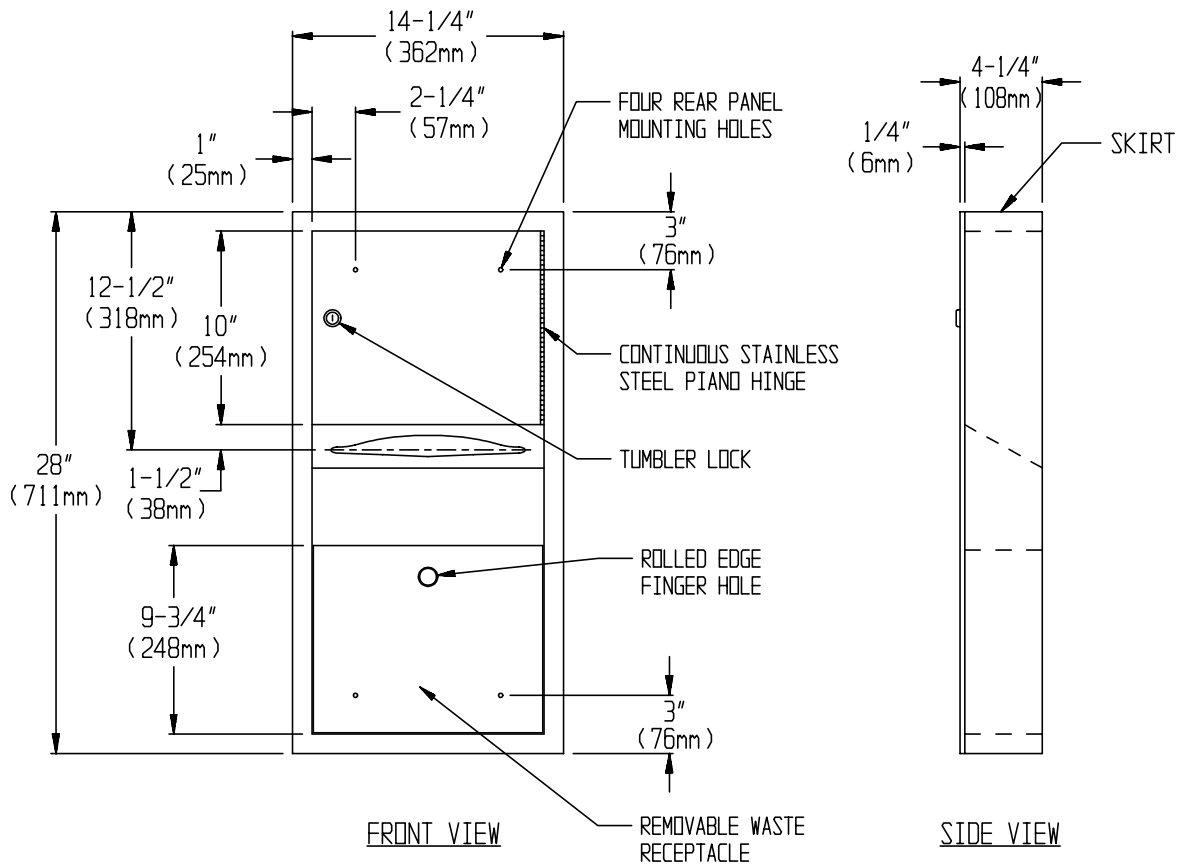 14-1/4"
(362mm)
2-1/4"
(57mm)
1"
(25mm)
FOUR REAR PANEL
MOUNTING HOLES
4-1/4"
(108mm)
1/4"
(6mm)
SKIRT
3"
(76mm)
12-1/2"
(318mm)
10"
(254mm)
CONTINUOUS STAINLESS
STEEL PIANO HINGE
TUMBLER LOCK
28"
(711mm)
1-1/2"
(38mm)
ROLLED EDGE
FINGER HOLE
9-3/4"
(248mm)
3"
(76mm)
FRONT VIEW
REMOVABLE WASTE
RECEPTACLE
SIDE VIEW